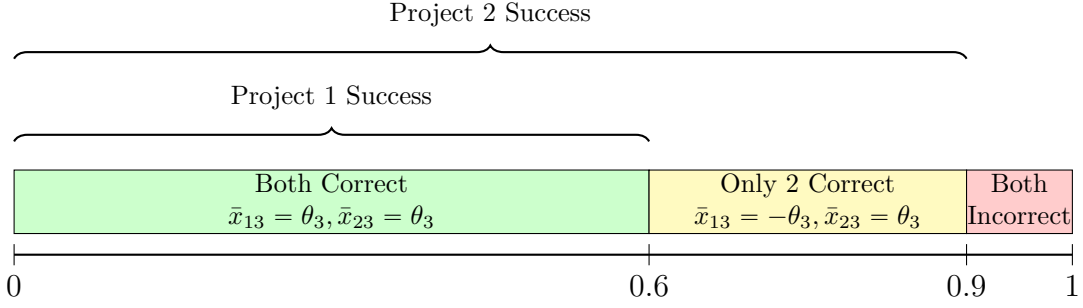 Project 2 Success
Project 1 Success
Both Correct
x̄₁₃ = θ₃, x̄₂₃ = θ₃
Only 2 Correct
x̄₁₃ = −θ₃, x̄₂₃ = θ₃
Both
Incorrect
0
0.6
0.9
1